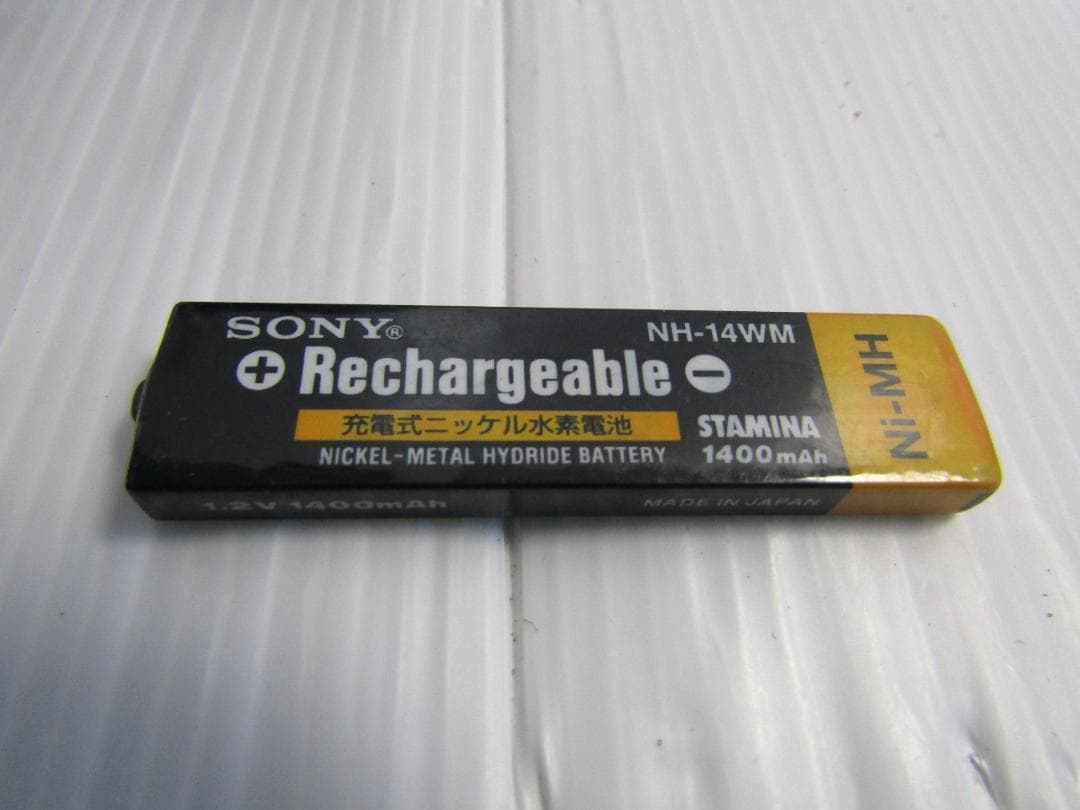 SONY®
NH-14WM
⊕ Rechargeable ⊖
充電式ニッケル水素電池
STAMINA
NICKEL-METAL HYDRIDE BATTERY
1400mAh
Ni-MH
1.2V 1400mAh
MADE IN JAPAN